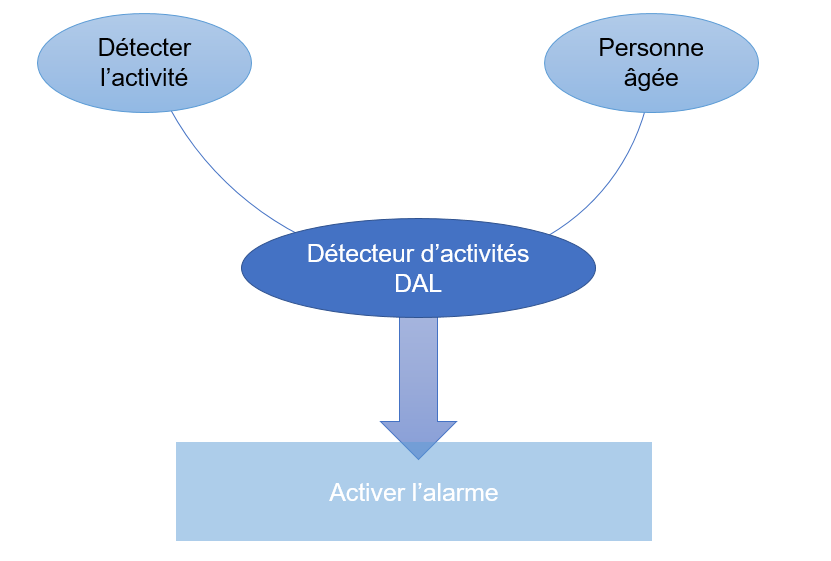 Détecter
l’activité
Personne
âgée
Détecteur d’activités
DAL
Activer l’alarme